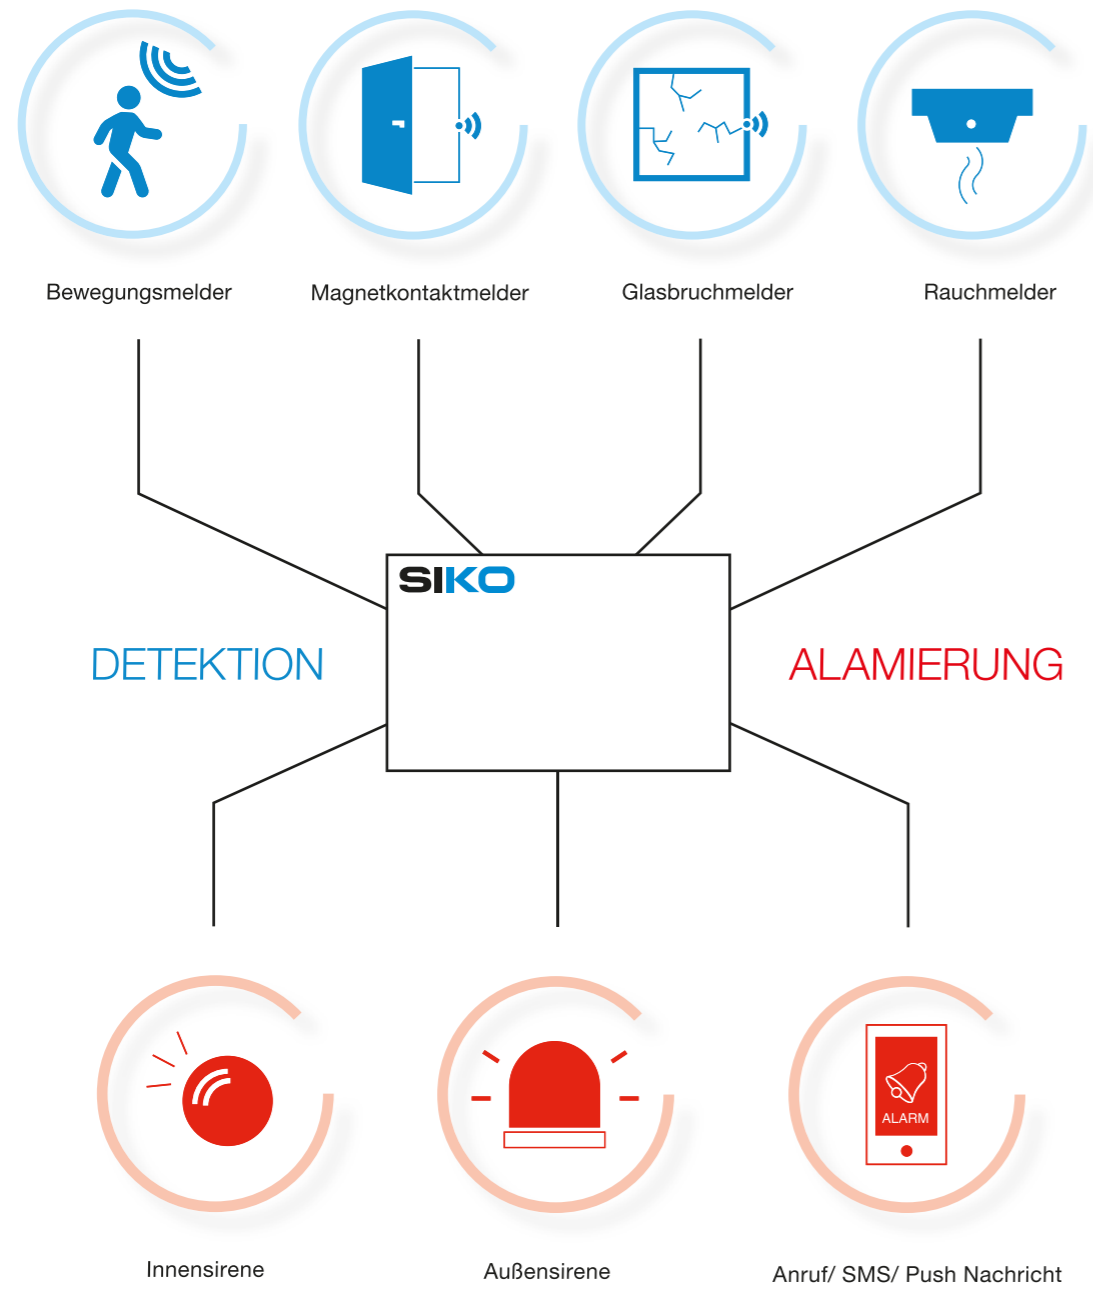 Bewegungsmelder
Magnetkontaktmelder
Glasbruchmelder
Rauchmelder
SIKO
DETEKTION
ALAMIERUNG
ALARM
Innensirene
Außensirene
Anruf/ SMS/ Push Nachricht